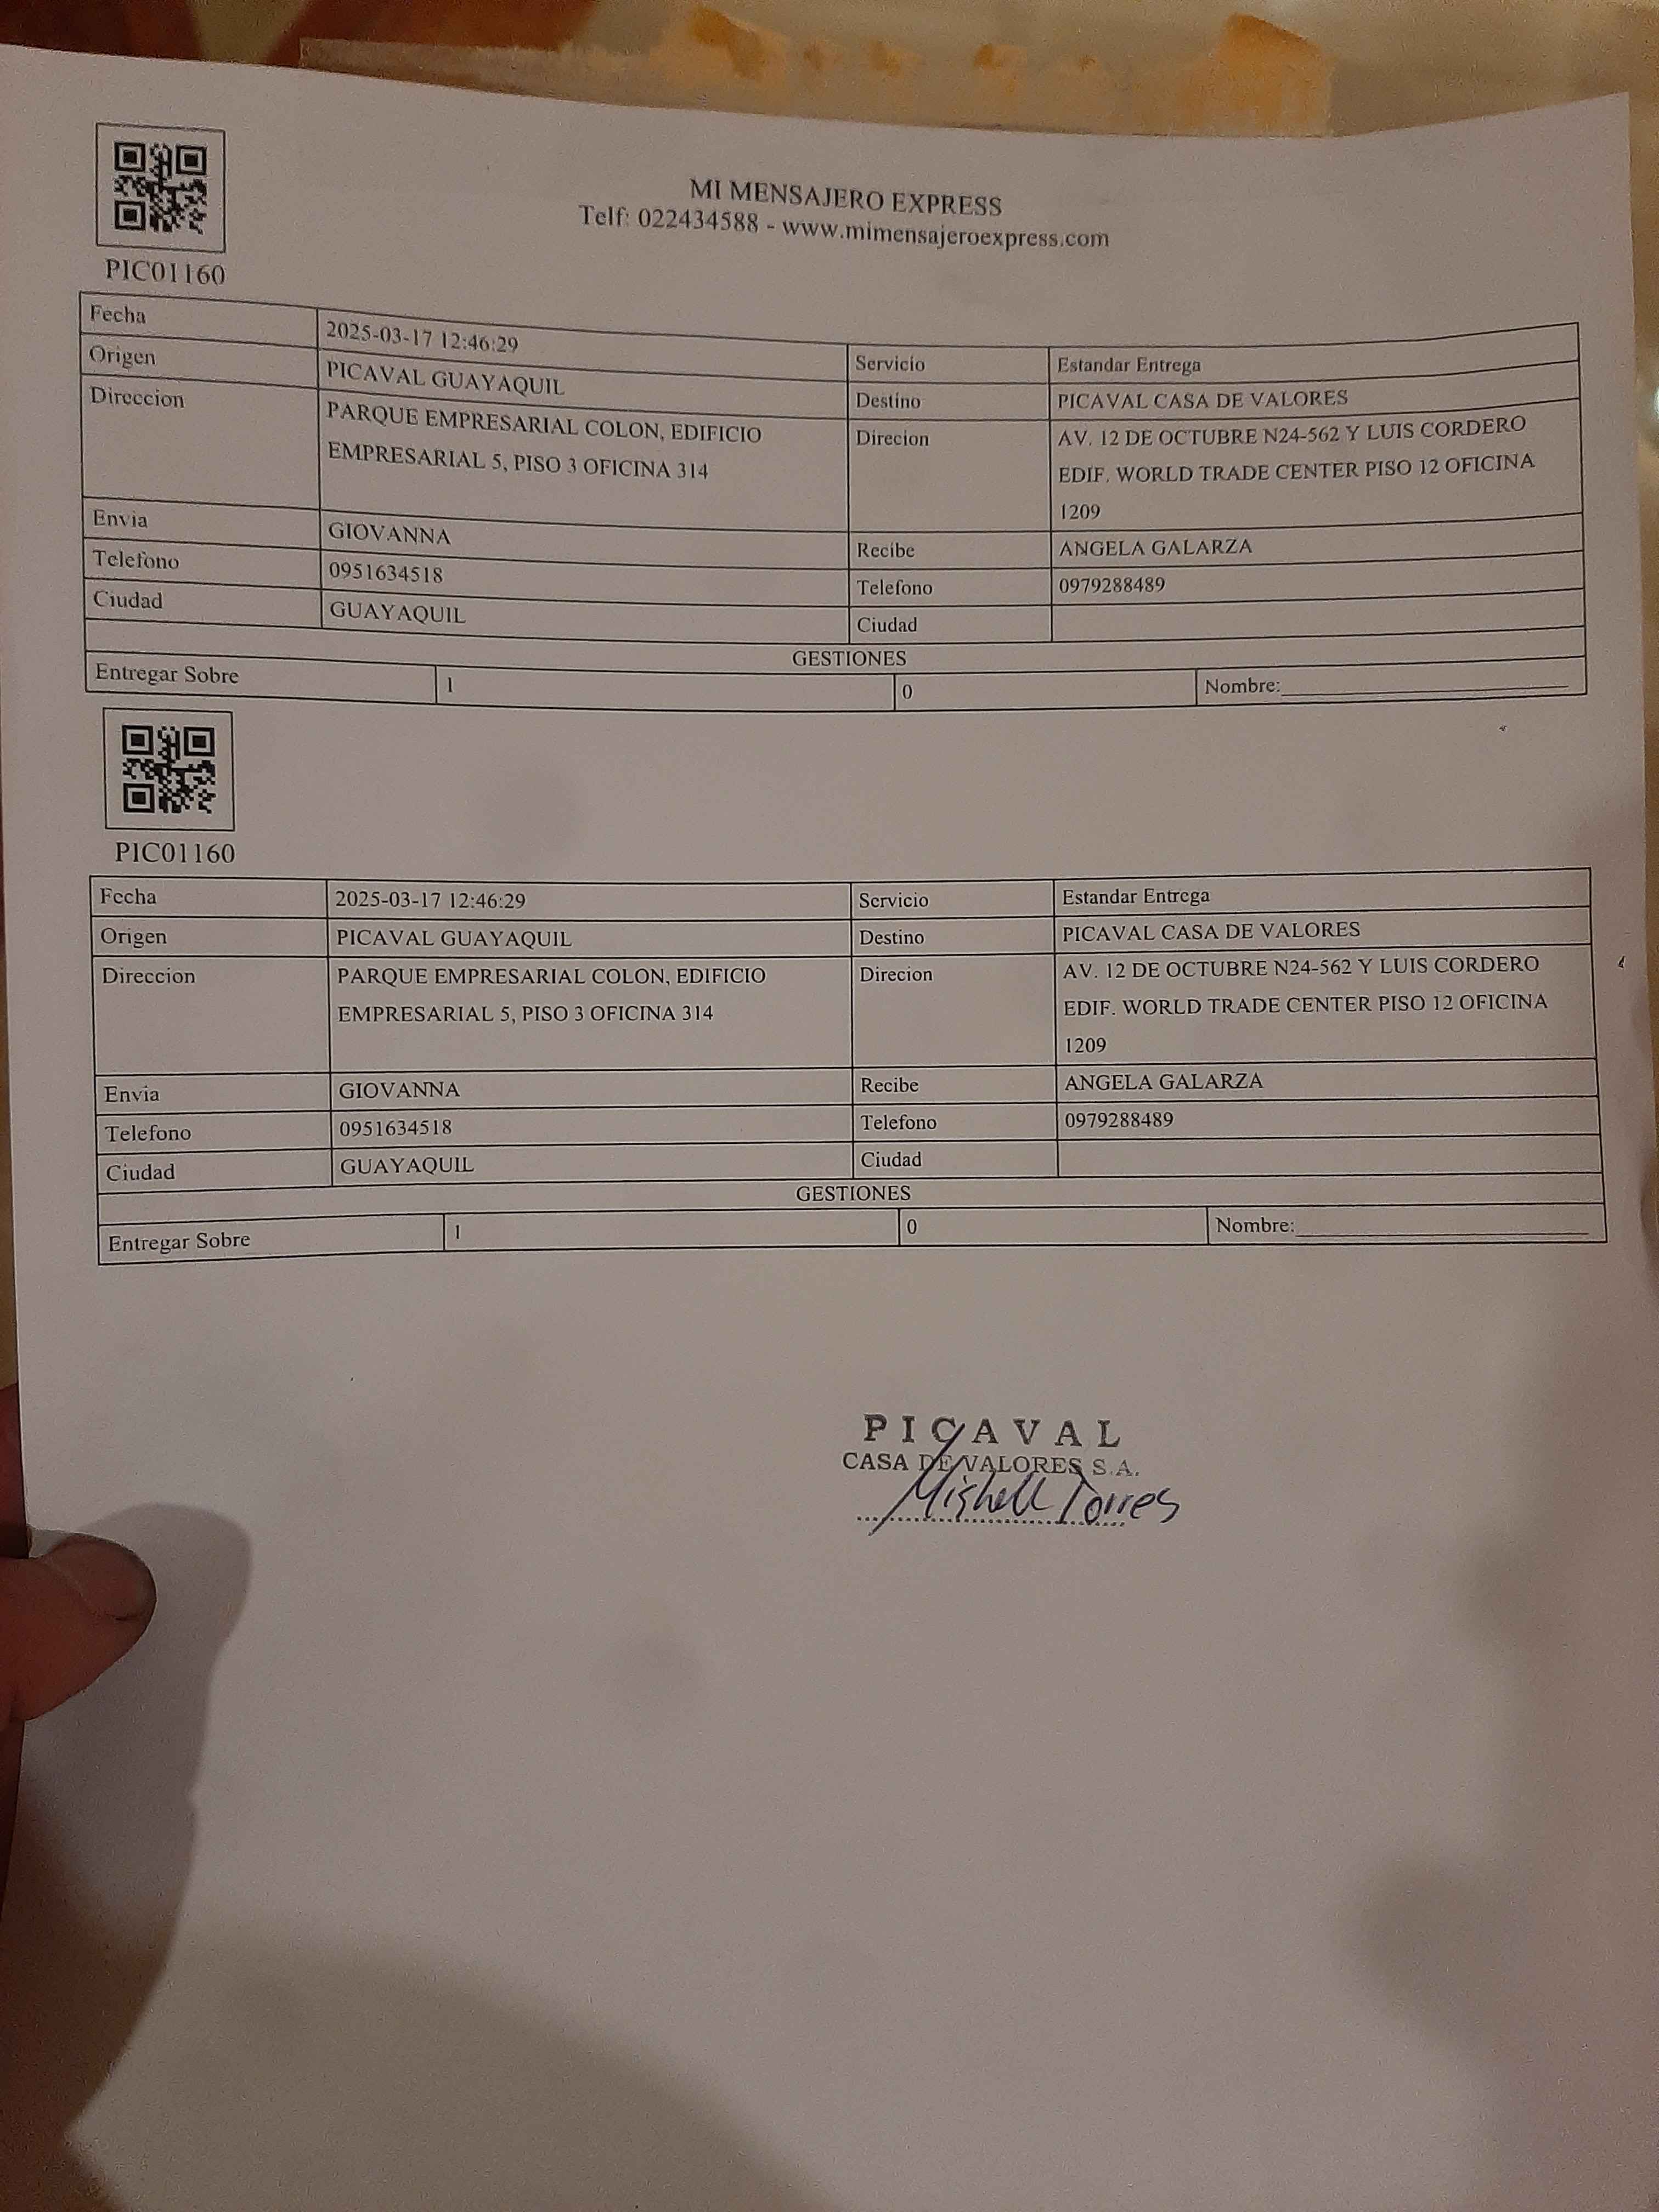 MI MENSAJERO EXPRESS
Telf: 022434588 - www.mimensajeroexpress.com
PIC01160
Fecha 2025-03-17 12:46:29 Servicio Estandar Entrega
Origen PICAVAL GUAYAQUIL Destino PICAVAL CASA DE VALORES
Direccion PARQUE EMPRESARIAL COLON, EDIFICIO Direcion AV. 12 DE OCTUBRE N24-562 Y LUIS CORDERO
EMPRESARIAL 5, PISO 3 OFICINA 314 EDIF. WORLD TRADE CENTER PISO 12 OFICINA
1209
Envia GIOVANNA Recibe ANGELA GALARZA
Telefono 0951634518 Telefono 0979288489
Ciudad GUAYAQUIL Ciudad
GESTIONES
Entregar Sobre 1 0 Nombre:
PIC01160
Fecha 2025-03-17 12:46:29 Servicio Estandar Entrega
Origen PICAVAL GUAYAQUIL Destino PICAVAL CASA DE VALORES
Direccion PARQUE EMPRESARIAL COLON, EDIFICIO Direcion AV. 12 DE OCTUBRE N24-562 Y LUIS CORDERO
EMPRESARIAL 5, PISO 3 OFICINA 314 EDIF. WORLD TRADE CENTER PISO 12 OFICINA
1209
Envia GIOVANNA Recibe ANGELA GALARZA
Telefono 0951634518 Telefono 0979288489
Ciudad GUAYAQUIL Ciudad
GESTIONES
Entregar Sobre 1 0 Nombre:
PICAVAL
CASA DE VALORES S.A.
Mishell Torres